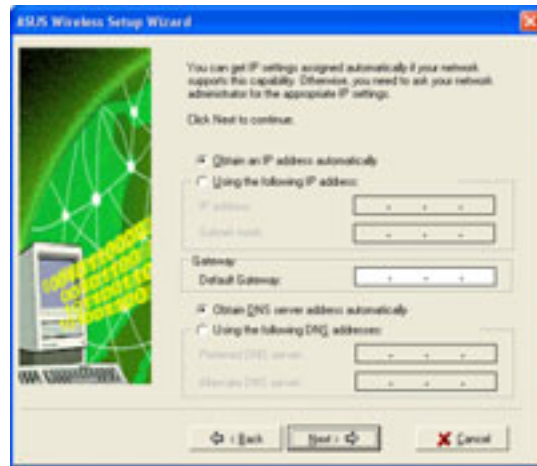 ASUS Wireless Setup Wizard
You can get IP settings assigned automatically if your network
supports this capability. Otherwise, you need to ask your network
administrator for the appropriate IP settings.
Click Next to continue.
Obtain an IP address automatically
Using the following IP address:
IP address:
Subnet mask:
Gateway
Default Gateway:
Obtain DNS server address automatically
Using the following DNS addresses:
Preferred DNS server:
Alternate DNS server:
< Back
Next >
Cancel